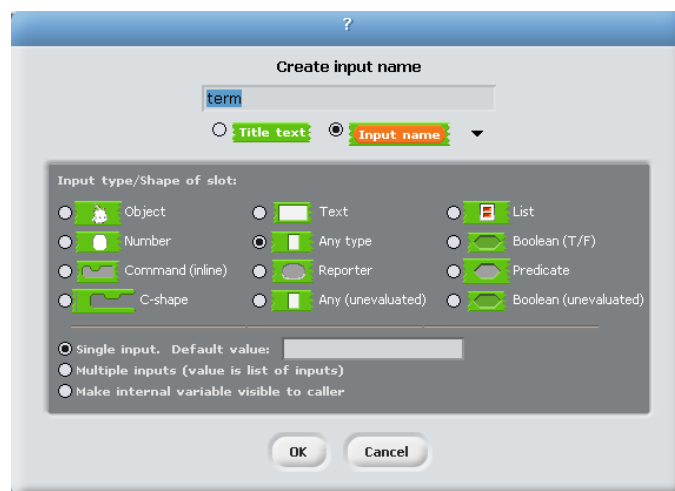 ?
Create input name
term
Title text Input name
Input type/Shape of slot:
Object Text List
Number Any type Boolean (T/F)
Command (inline) Reporter Predicate
C-shape Any (unevaluated) Boolean (unevaluated)
Single input. Default value:
Multiple inputs (value is list of inputs)
Make internal variable visible to caller
OK Cancel